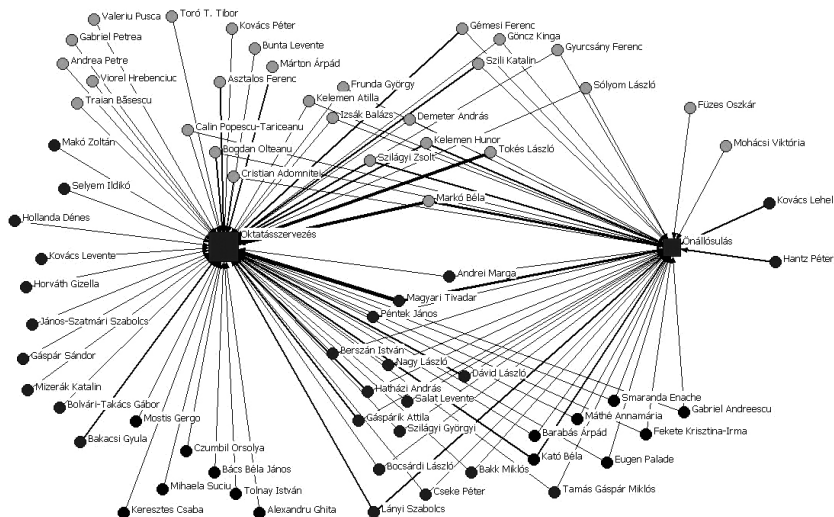 Valeriu Pusca
Toró T. Tibor
Gabriel Petrea
Kovács Péter
Gémesi Ferenc
Göncz Kinga
Bunta Levente
Gyurcsány Ferenc
Andrea Petre
Márton Árpád
Szili Katalin
Viorel Hrebenciuc
Asztalos Ferenc
Frunda György
Sólyom László
Traian Băsescu
Kelemen Atilla
Füzes Oszkár
Izsák Balázs
Demeter András
Calin Popescu-Tariceanu
Makó Zoltán
Kelemen Hunor
Mohácsi Viktória
Bogdan Olteanu
Szilágyi Zsolt
Tokés László
Cristian Adomnitei
Selyem Ildikó
Markó Béla
Kovács Lehel
Hollanda Dénes
Oktatásszervezés
Önállósulás
Kovács Levente
Hantz Péter
Andrei Marga
Horváth Gizella
Magyari Tivadar
Péntek János
János-Szatmári Szabolcs
Berszán István
Gáspár Sándor
Nagy László
Dávid László
Mizerák Katalin
Hatházi András
Smaranda Enache
Bolvári-Takács Gábor
Salat Levente
Gabriel Andreescu
Mostis Gergo
Gáspárik Attila
Máthé Annamária
Szilágyi Györgyi
Barabás Árpád
Fekete Krisztina-Irma
Bakacsi Gyula
Czumbil Orsolya
Kató Béla
Eugen Palade
Bács Béla János
Bocsárdi László
Bakk Miklós
Mihaela Suciu
Tolnay István
Cseke Péter
Tamás Gáspár Miklós
Keresztes Csaba
Alexandru Ghita
Lányi Szabolcs